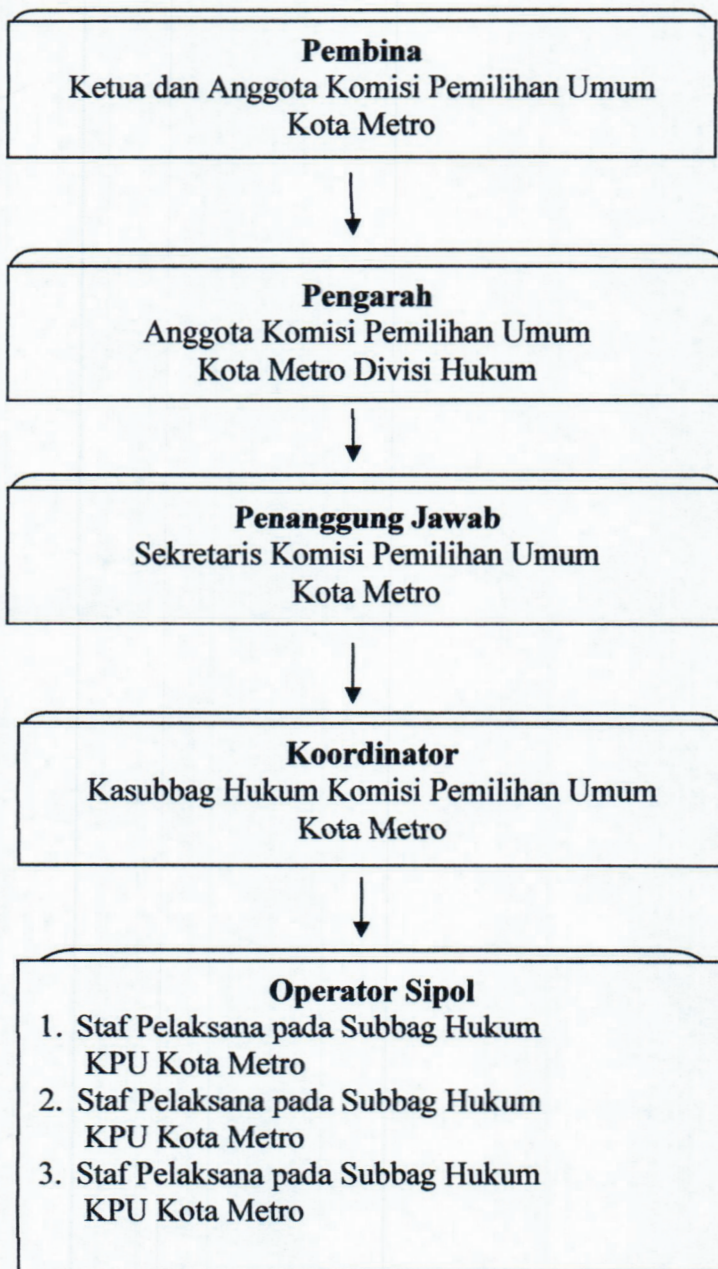 Pembina
Ketua dan Anggota Komisi Pemilihan Umum
Kota Metro
Pengarah
Anggota Komisi Pemilihan Umum
Kota Metro Divisi Hukum
Penanggung Jawab
Sekretaris Komisi Pemilihan Umum
Kota Metro
Koordinator
Kasubbag Hukum Komisi Pemilihan Umum
Kota Metro
Operator Sipol
1. Staf Pelaksana pada Subbag Hukum
KPU Kota Metro
2. Staf Pelaksana pada Subbag Hukum
KPU Kota Metro
3. Staf Pelaksana pada Subbag Hukum
KPU Kota Metro